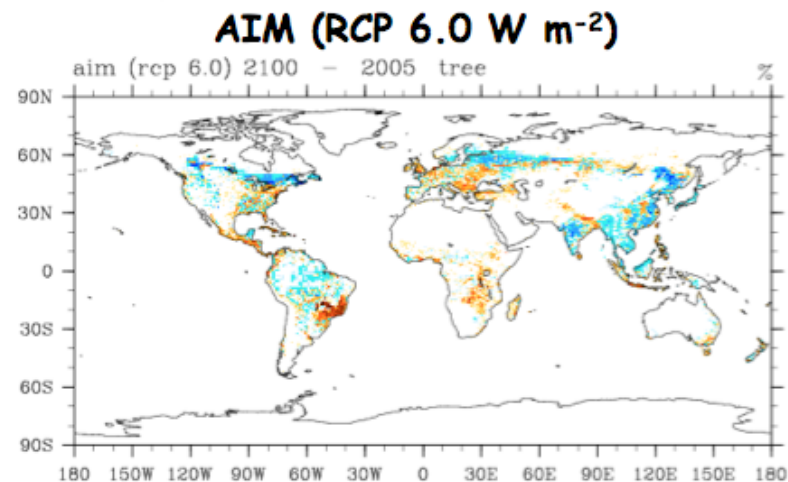 AIM (RCP 6.0 W m⁻²)
aim (rcp 6.0) 2100 − 2005 tree %
90N
60N
30N
0
30S
60S
90S
180 150W 120W 90W 60W 30W 0 30E 60E 90E 120E 150E 180